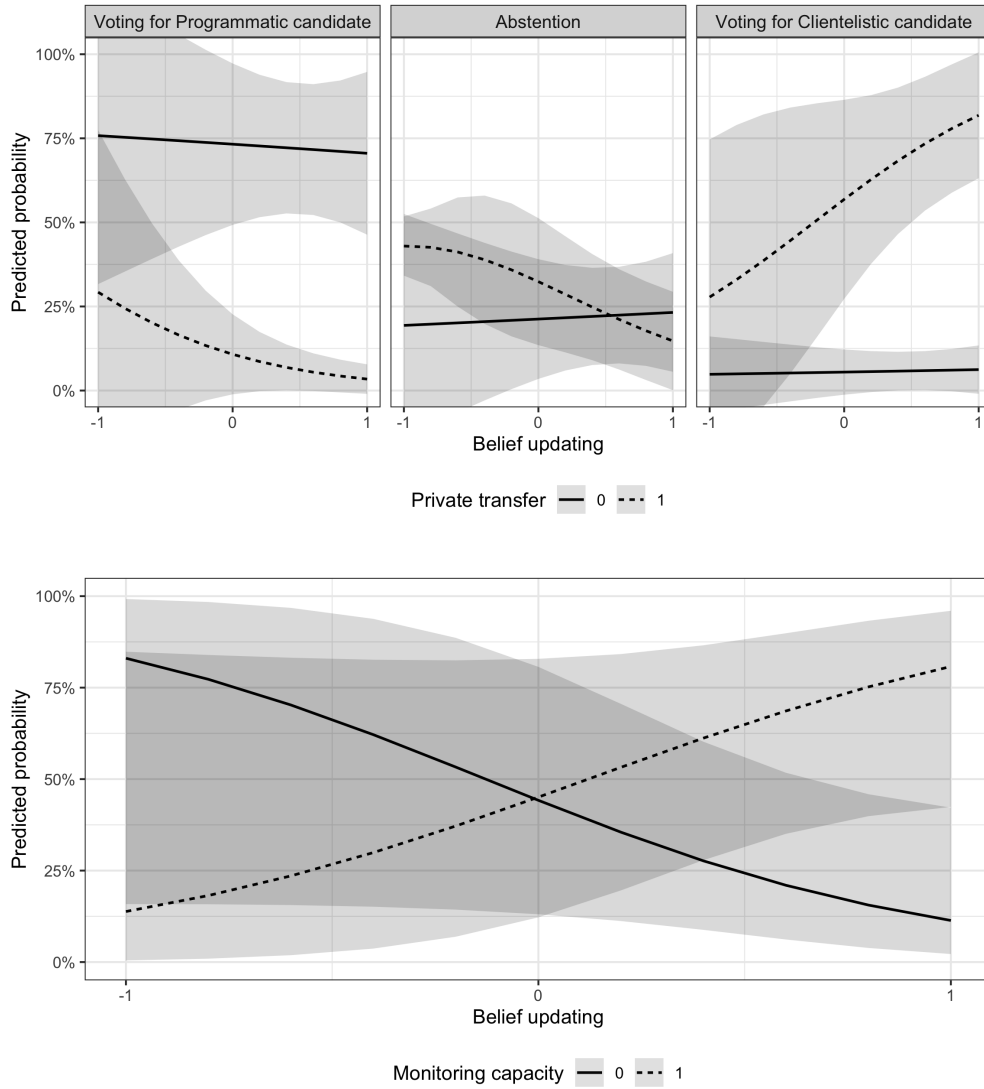 Voting for Programmatic candidate Abstention Voting for Clientelistic candidate
100%
75%
50%
25%
0%
Predicted probability
-1 0 1 -1 0 1 -1 0 1
Belief updating
Private transfer 0 1
100%
75%
50%
25%
0%
Predicted probability
-1 0 1
Belief updating
Monitoring capacity 0 1